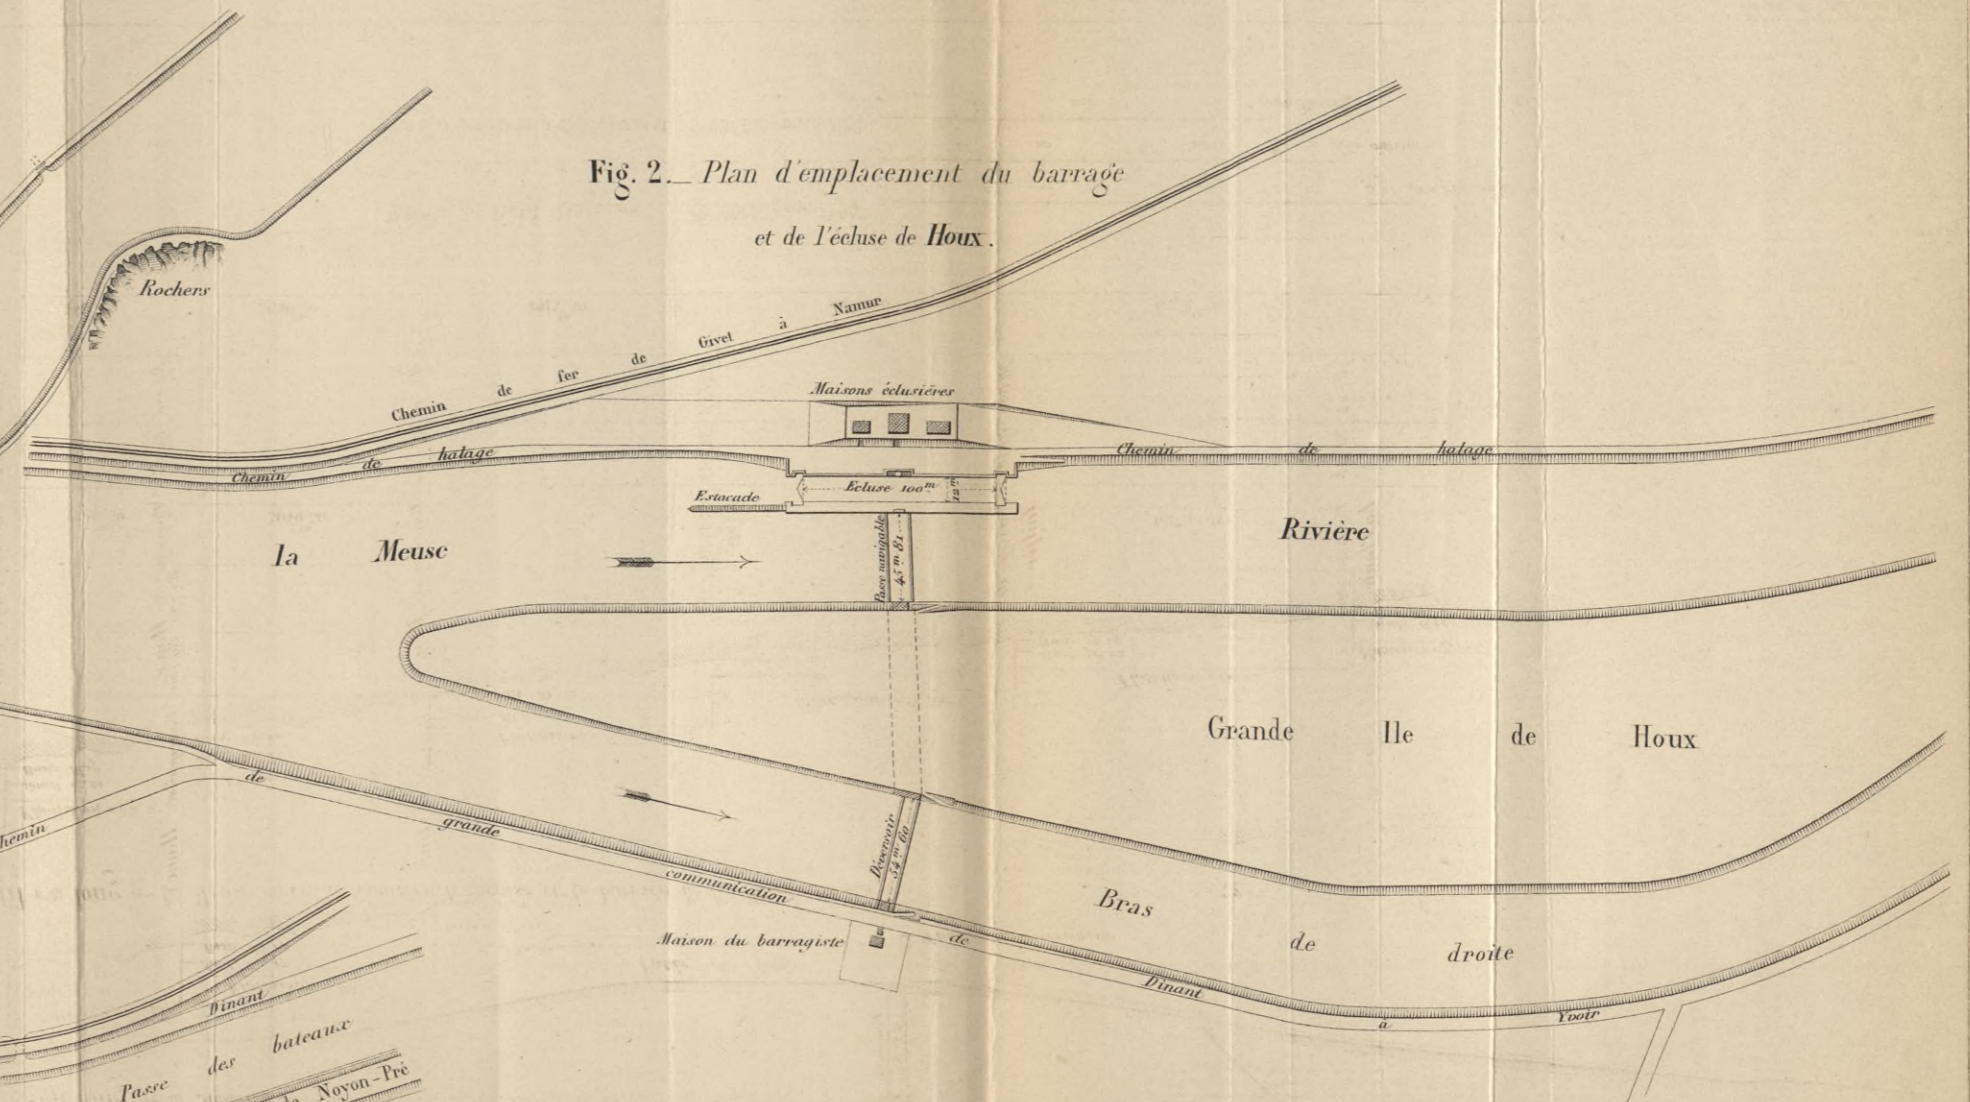 Fig. 2._ Plan d'emplacement du barrage
et de l'écluse de Houx.
Rochers
Chemin de fer de Givet à Namur
Maisons éclusières
Chemin de halage
Chemin de halage
Ecluse 100m
12m
Estacade
la Meuse
Rivière
Passe navigable
45m 81
Grande Ile de Houx
hemin
de grande communication de Dinant à Yvoir
Déversoir
54m 60
Bras de droite
Maison du barragiste
Dinant
Passe des bateaux
de Noyon-Pré